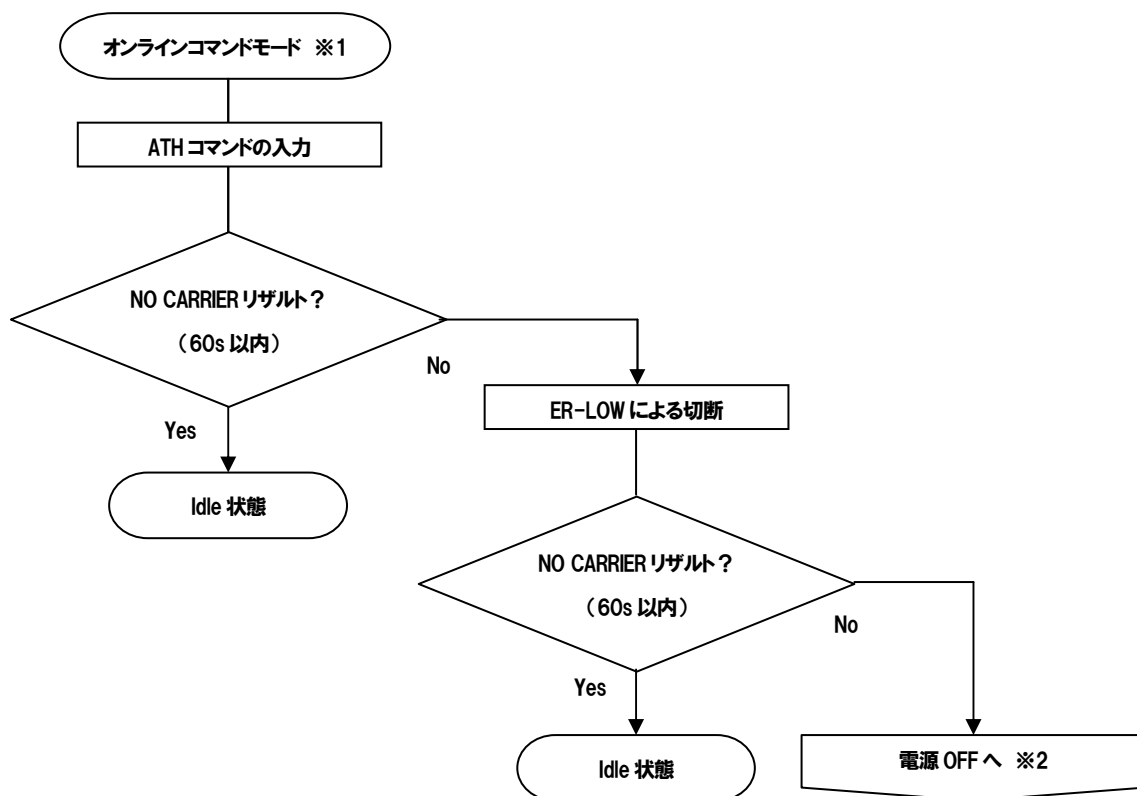 オンラインコマンドモード ※1
ATH コマンドの入力
NO CARRIER リザルト？
（60s 以内）
No
Yes
ER-LOW による切断
Idle 状態
NO CARRIER リザルト？
（60s 以内）
No
Yes
Idle 状態
電源 OFF へ ※2